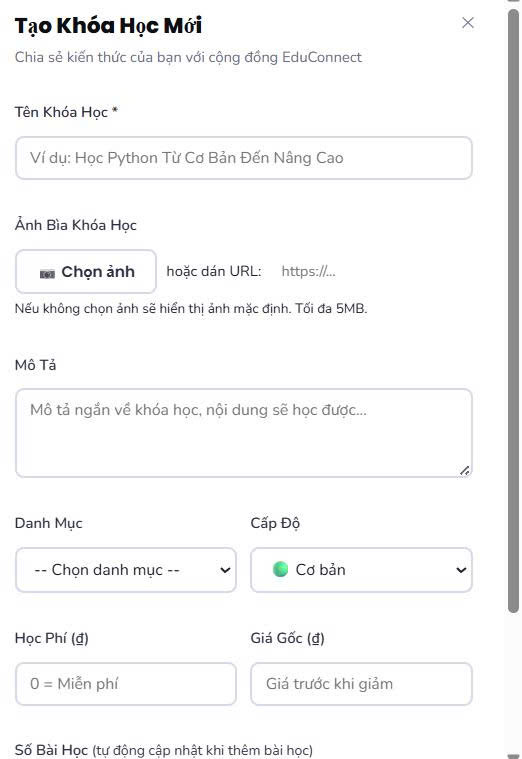 Tạo Khóa Học Mới
Chia sẻ kiến thức của bạn với cộng đồng EduConnect
Tên Khóa Học *
Ví dụ: Học Python Từ Cơ Bản Đến Nâng Cao
Ảnh Bìa Khóa Học
Chọn ảnh hoặc dán URL: https://...
Nếu không chọn ảnh sẽ hiển thị ảnh mặc định. Tối đa 5MB.
Mô Tả
Mô tả ngắn về khóa học, nội dung sẽ học được...
Danh Mục Cấp Độ
-- Chọn danh mục -- Cơ bản
Học Phí (₫) Giá Gốc (₫)
0 = Miễn phí Giá trước khi giảm
Số Bài Học (tự động cập nhật khi thêm bài học)